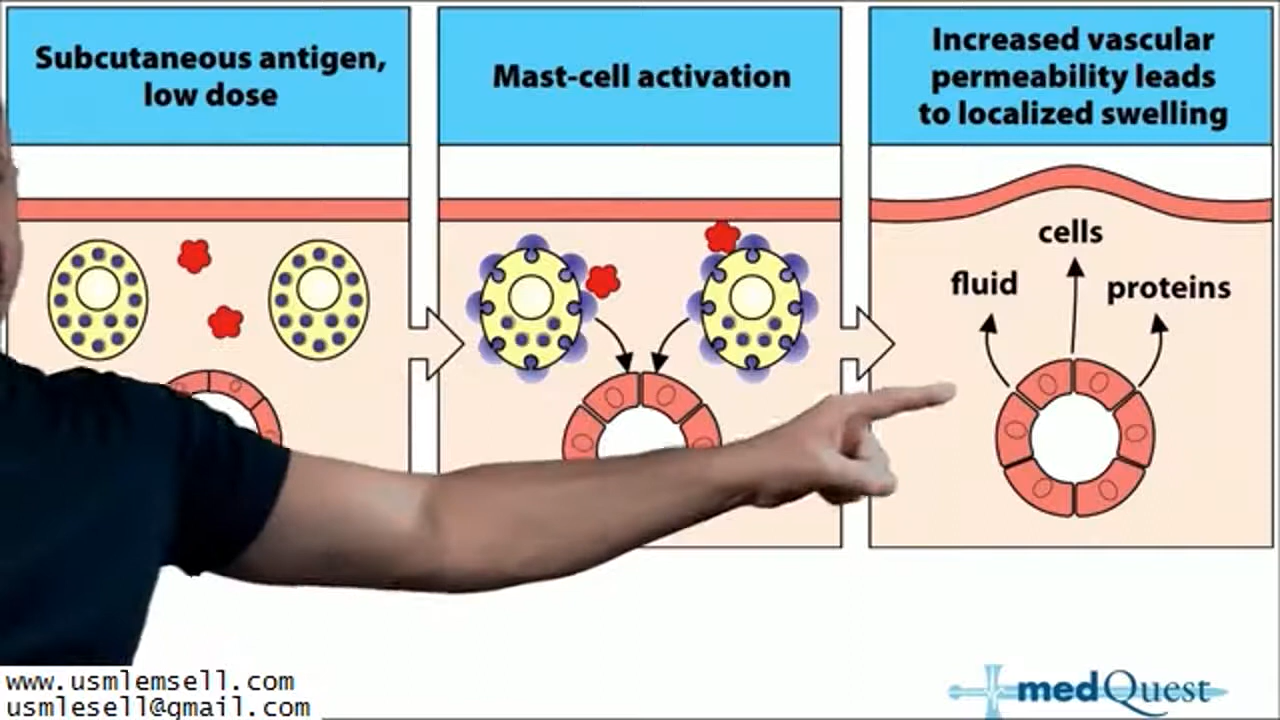 Subcutaneous antigen,
low dose
Mast-cell activation
Increased vascular
permeability leads
to localized swelling
cells
fluid
proteins
www.usmlemsell.com
usmlesell@gmail.com
medQuest